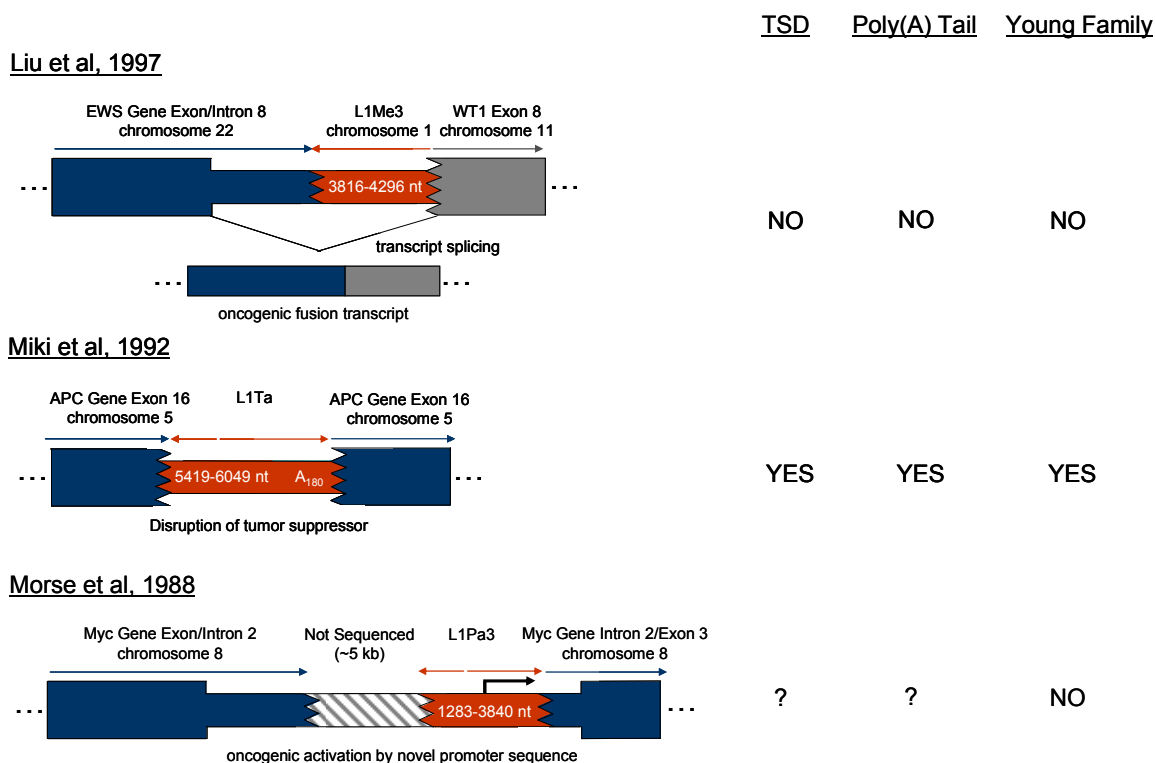 TSD Poly(A) Tail Young Family
Liu et al, 1997
EWS Gene Exon/Intron 8 L1Me3 WT1 Exon 8
chromosome 22 chromosome 1 chromosome 11
... 3816-4296 nt ...
NO NO NO
transcript splicing
... ...
oncogenic fusion transcript
Miki et al, 1992
APC Gene Exon 16 L1Ta APC Gene Exon 16
chromosome 5 chromosome 5
... 5419-6049 nt A180 ...
YES YES YES
Disruption of tumor suppressor
Morse et al, 1988
Myc Gene Exon/Intron 2 Not Sequenced L1Pa3 Myc Gene Intron 2/Exon 3
chromosome 8 (~5 kb) chromosome 8
... 1283-3840 nt ...
? ? NO
oncogenic activation by novel promoter sequence